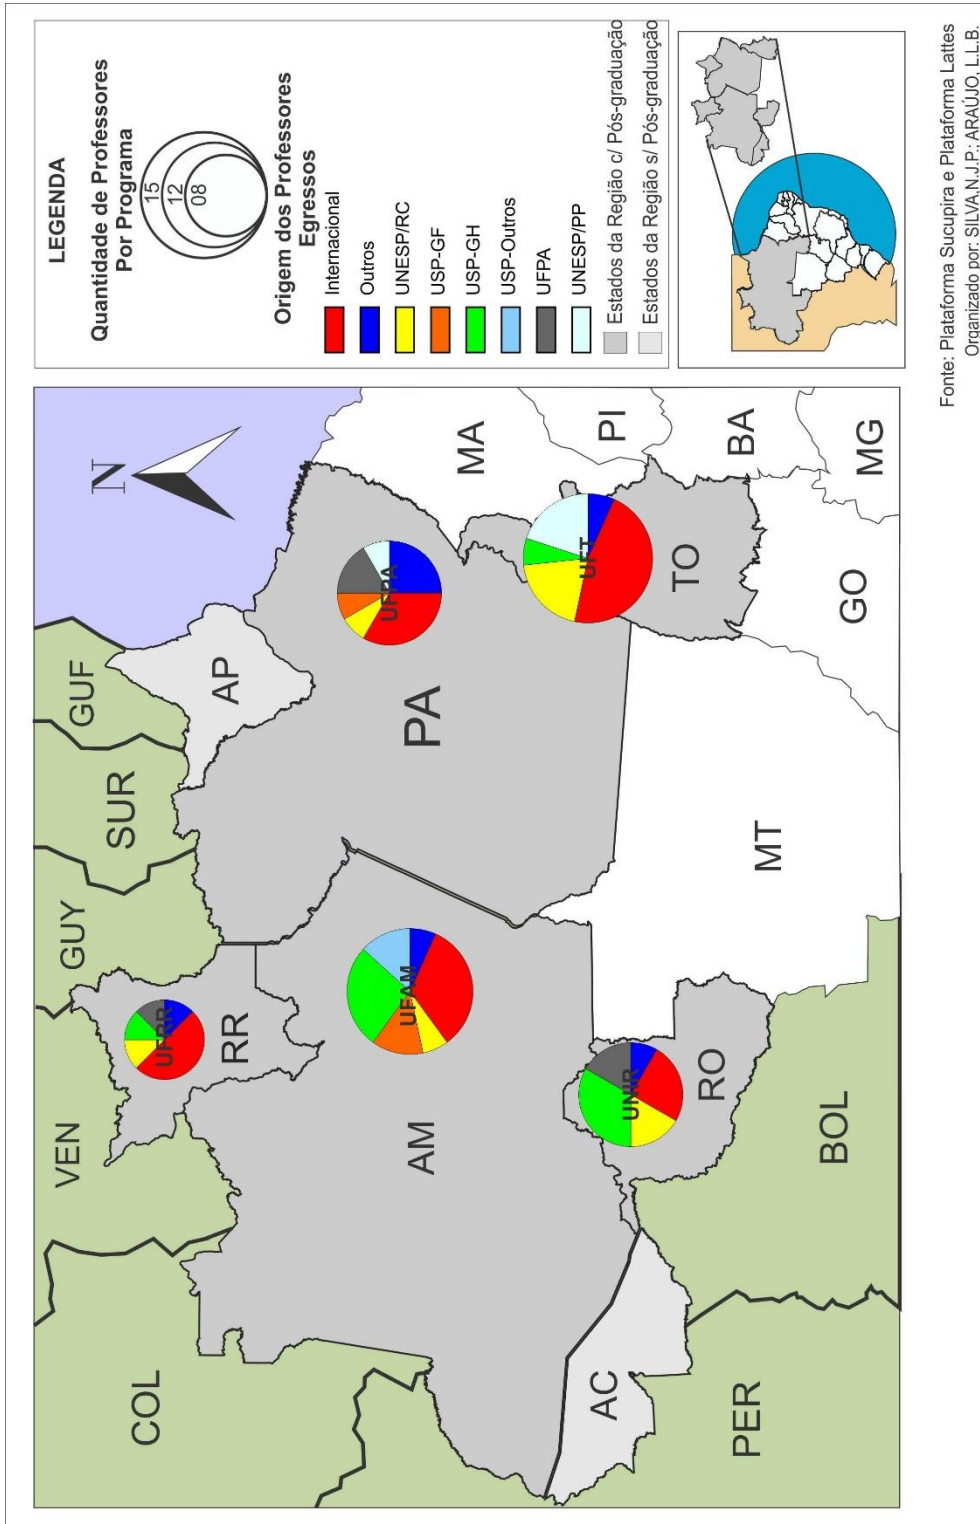 N
COL
VEN
GUY
SUR
GUF
UFRR
RR
AP
UFAM
AM
PA
UFPA
MA
PI
UFT
TO
BA
AC
UNIR
RO
MT
GO
MG
PER
BOL
LEGENDA
Quantidade de Professores
Por Programa
15
12
08
Origem dos Professores
Egressos
Internacional
Outros
UNESP/RC
USP-GF
USP-GH
USP-Outros
UFPA
UNESP/PP
Estados da Região c/ Pós-graduação
Estados da Região s/ Pós-graduação
Fonte: Plataforma Sucupira e Plataforma Lattes
Organizado por: SILVA,N.J.P.; ARAÚJO, L.L.B.